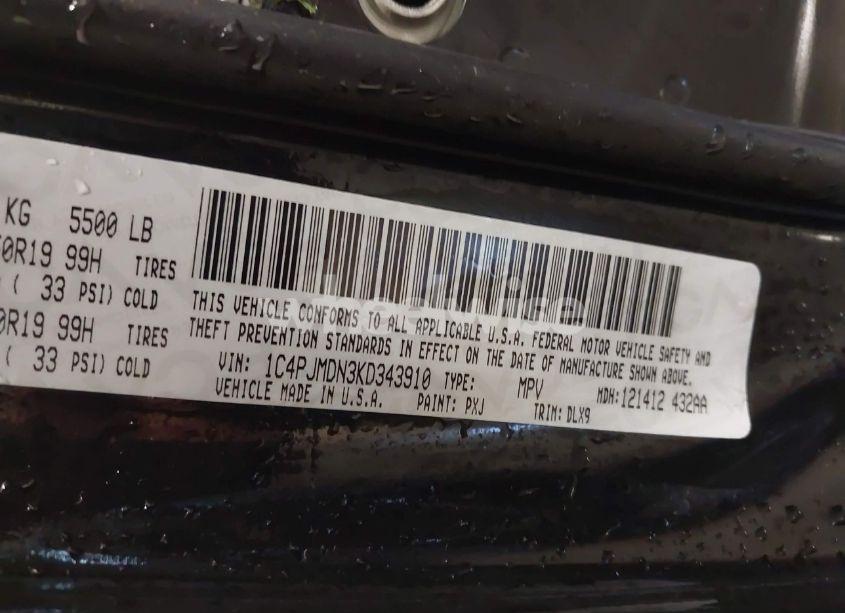 KG 5500 LB
0R19 99H TIRES
( 33 PSI) COLD
0R19 99H TIRES
( 33 PSI) COLD
THIS VEHICLE CONFORMS TO ALL APPLICABLE U.S.A. FEDERAL MOTOR VEHICLE SAFETY AND
THEFT PREVENTION STANDARDS IN EFFECT ON THE DATE OF MANUFACTURE SHOWN ABOVE.
VIN: 1C4PJMDN3KD343910 TYPE: MPV MDH:121412 432AA
VEHICLE MADE IN U.S.A. PAINT: PXJ TRIM: DLX9